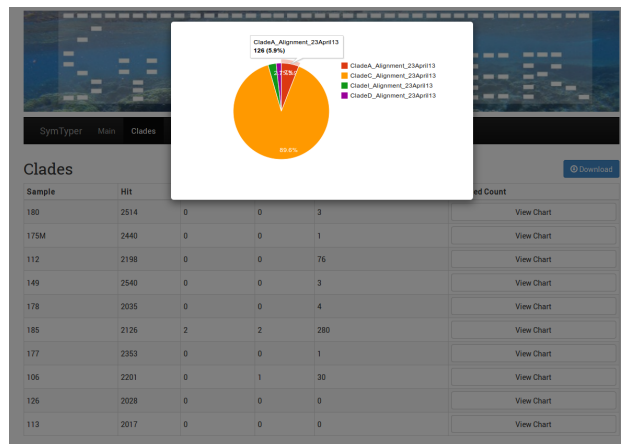 CladeA_Alignment_23April13
126 (5.9%)
CladeA_Alignment_23April13
CladeC_Alignment_23April13
CladeI_Alignment_23April13
CladeD_Alignment_23April13
SymTyper Main Clades
Clades
Download
Sample Hit ed Count
180 2514 0 0 3 View Chart
175M 2440 0 0 1 View Chart
112 2198 0 0 76 View Chart
149 2540 0 0 3 View Chart
178 2035 0 0 4 View Chart
185 2126 2 2 280 View Chart
177 2353 0 0 1 View Chart
106 2201 0 1 30 View Chart
126 2028 0 0 0 View Chart
113 2017 0 0 0 View Chart